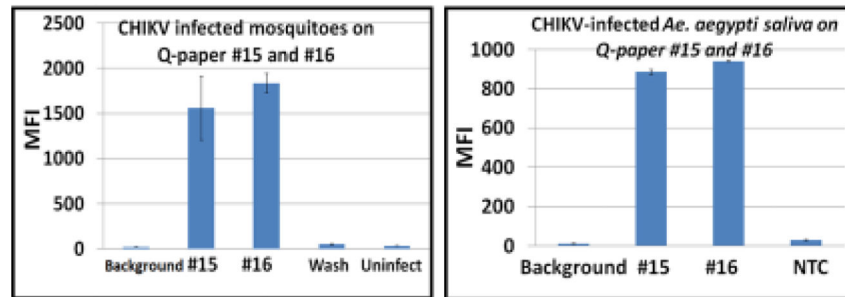 CHIKV infected mosquitoes on
Q-paper #15 and #16
MFI
2500
2000
1500
1000
500
0
Background #15 #16 Wash Uninfect
CHIKV-infected Ae. aegypti saliva on
Q-paper #15 and #16
MFI
1000
800
600
400
200
0
Background #15 #16 NTC